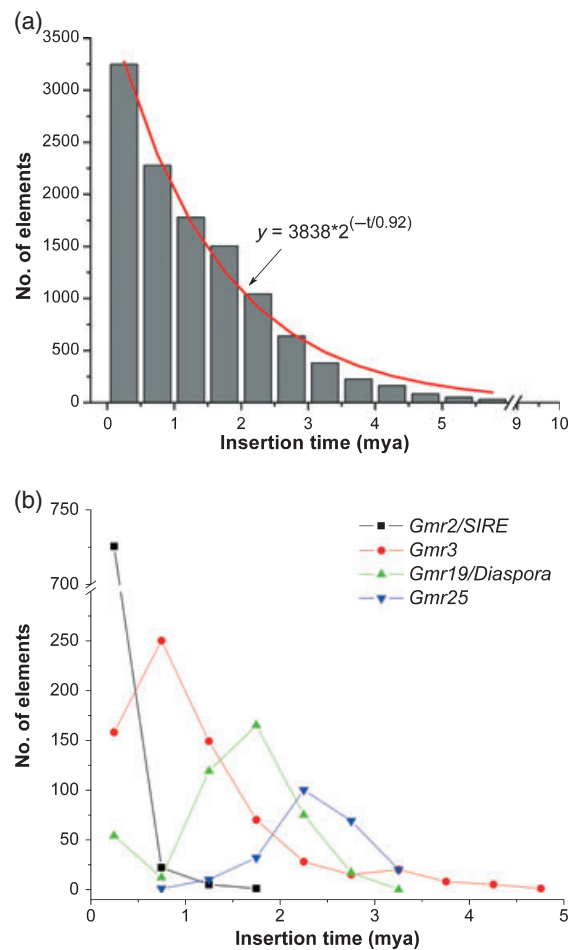 (a)
3500
3000
2500
2000
1500
1000
500
0
No. of elements
y = 3838*2^(–t/0.92)
0 1 2 3 4 5 9 10
Insertion time (mya)
(b)
750
700
250
200
150
100
50
0
No. of elements
Gmr2/SIRE
Gmr3
Gmr19/Diaspora
Gmr25
0 1 2 3 4 5
Insertion time (mya)